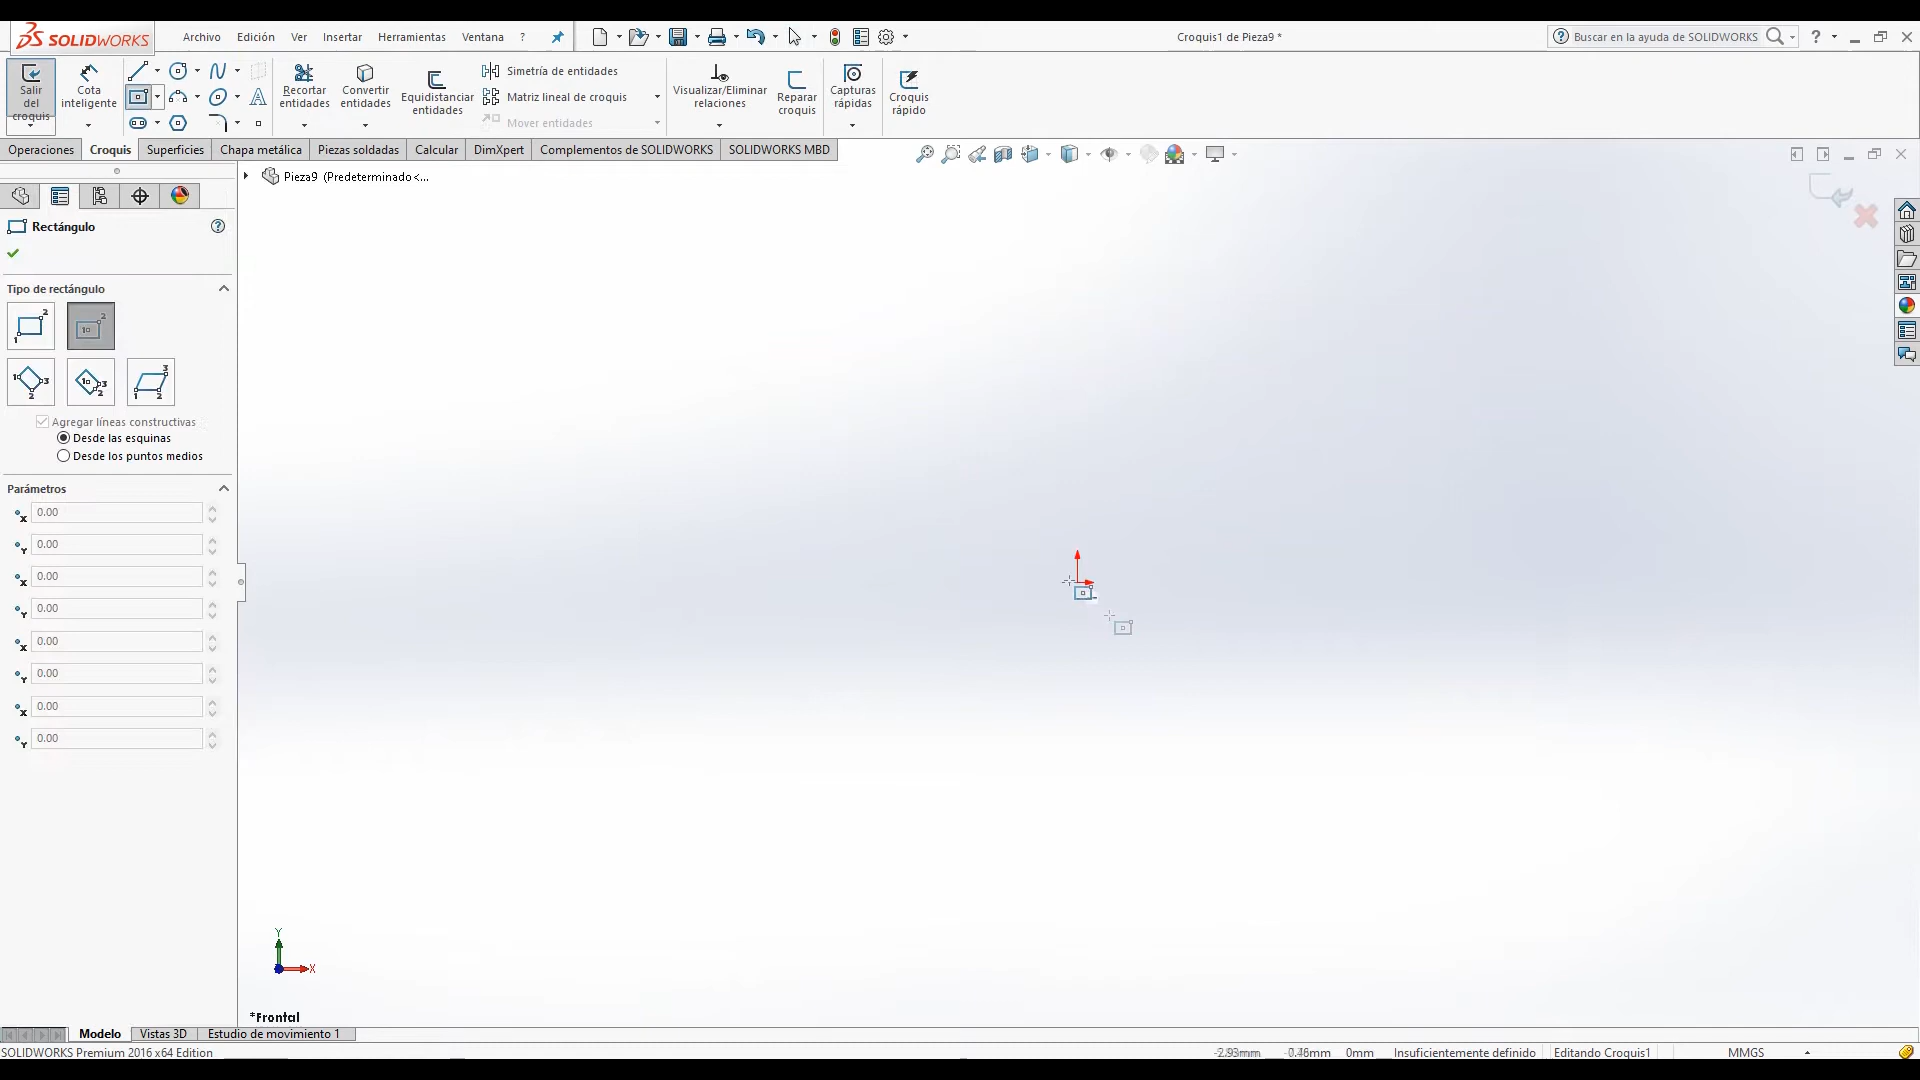 SOLIDWORKS
Archivo Edición Ver Insertar Herramientas Ventana ?
Croquis1 de Pieza9 *
Buscar en la ayuda de SOLIDWORKS
Salir del croquis
Cota inteligente
Recortar entidades
Convertir entidades
Equidistanciar entidades
Simetría de entidades
Matriz lineal de croquis
Mover entidades
Visualizar/Eliminar relaciones
Reparar croquis
Capturas rápidas
Croquis rápido
Operaciones Croquis Superficies Chapa metálica Piezas soldadas Calcular DimXpert Complementos de SOLIDWORKS SOLIDWORKS MBD
Pieza9 (Predeterminado<...
Rectángulo
Tipo de rectángulo
Agregar líneas constructivas
Desde las esquinas
Desde los puntos medios
Parámetros
0.00
0.00
0.00
0.00
0.00
0.00
0.00
0.00
Y
X
*Frontal
Modelo Vistas 3D Estudio de movimiento 1
SOLIDWORKS Premium 2016 x64 Edition
0mm Insuficientemente definido Editando Croquis1 MMGS